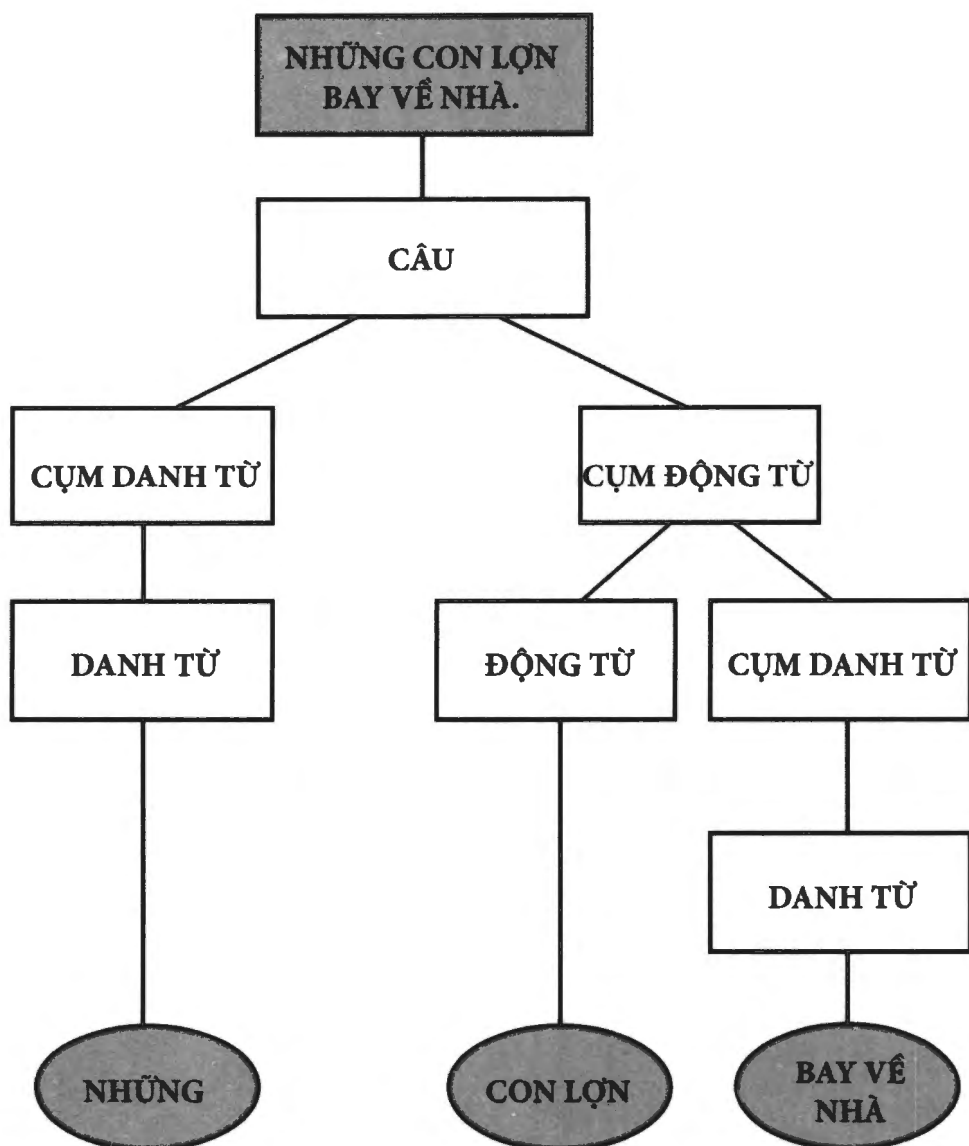 NHỮNG CON LỢN
BAY VỀ NHÀ.
CÂU
CỤM DANH TỪ
CỤM ĐỘNG TỪ
DANH TỪ
ĐỘNG TỪ
CỤM DANH TỪ
DANH TỪ
NHỮNG
CON LỢN
BAY VỀ
NHÀ